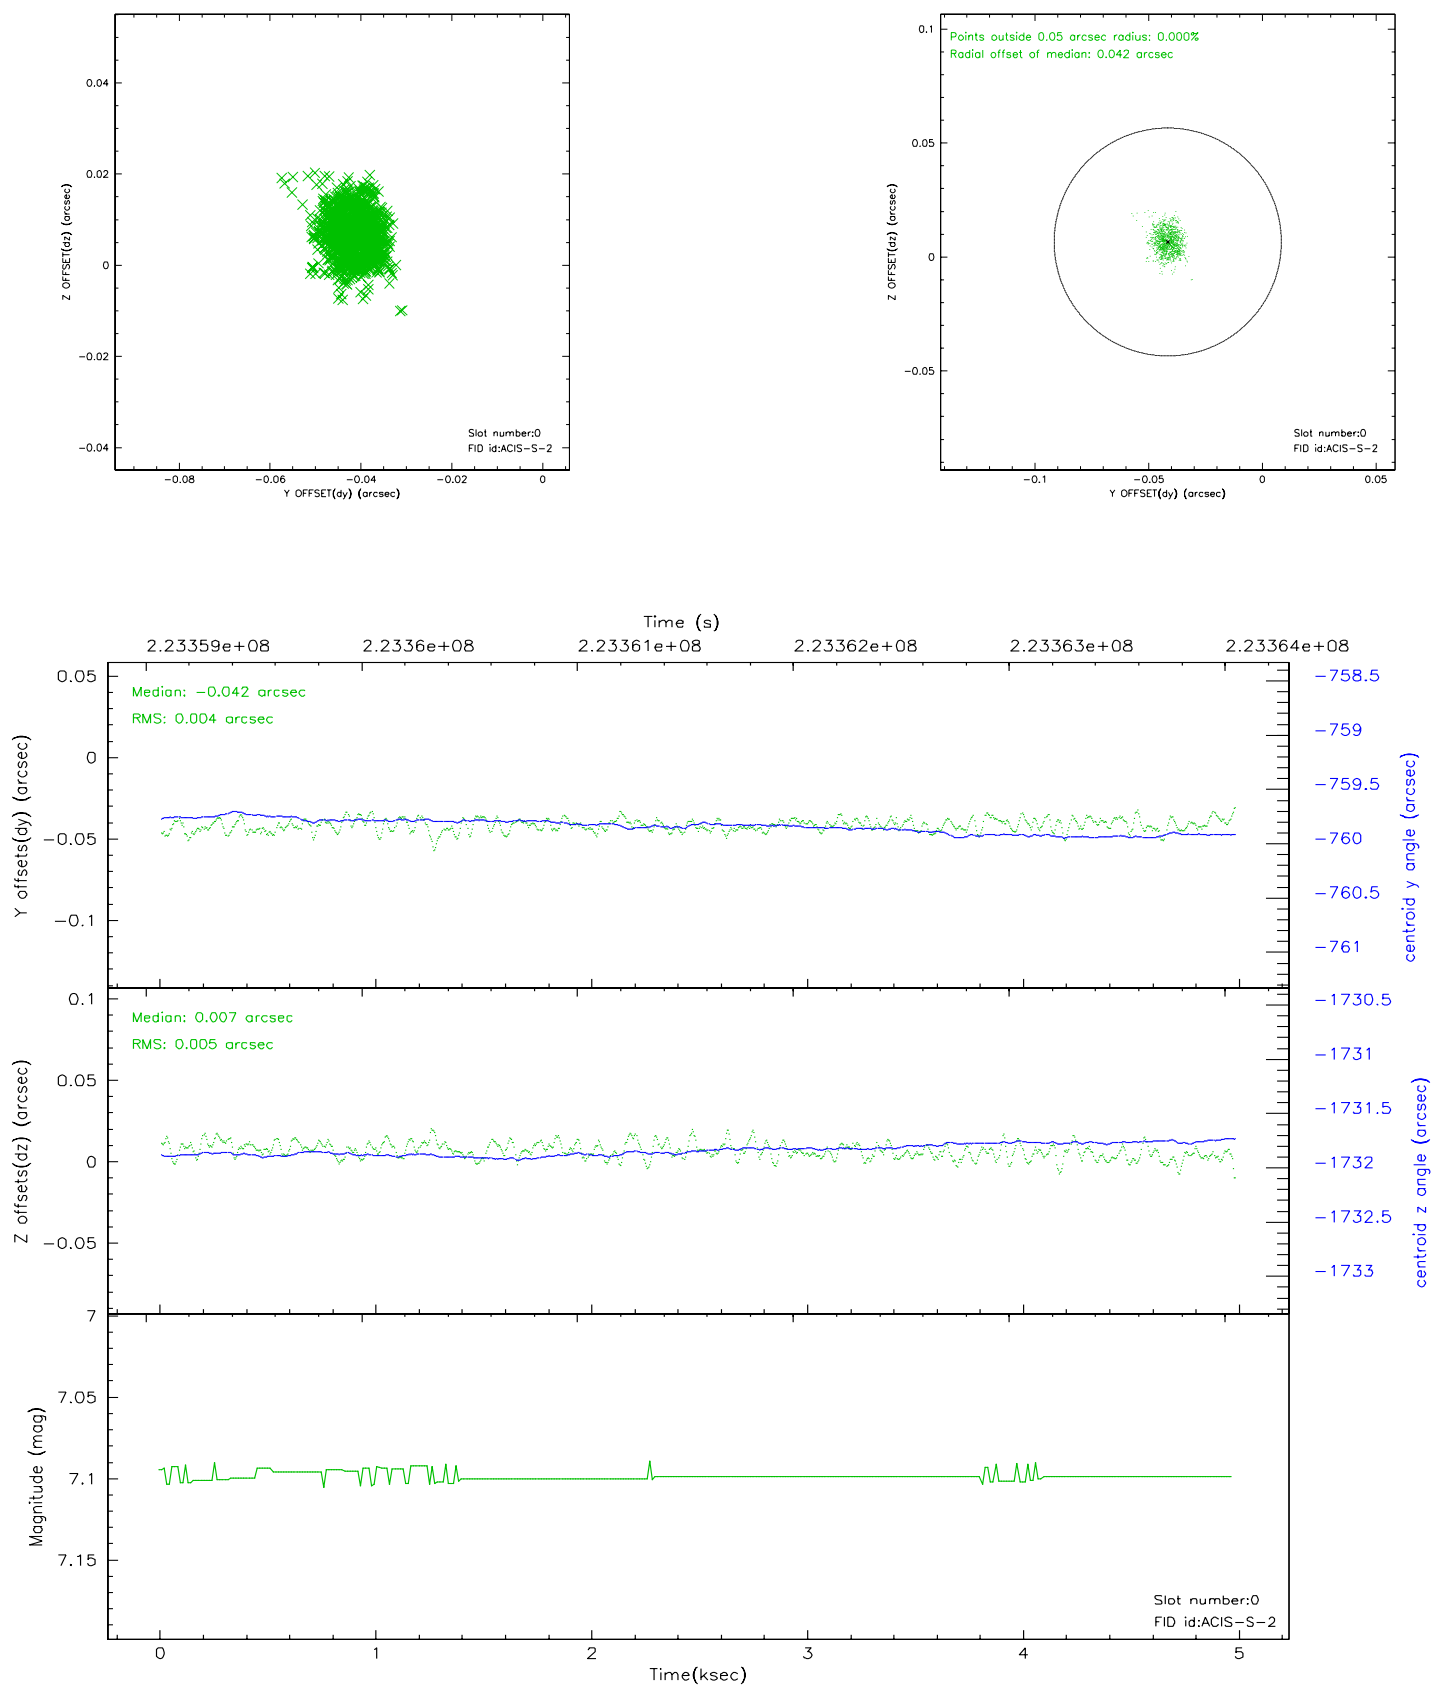 0.04
0.02
0
-0.02
-0.04
Z OFFSET(dz) (arcsec)
Slot number:0
FID id:ACIS-S-2
-0.08
-0.06
-0.04
-0.02
0
Y OFFSET(dy) (arcsec)
Points outside 0.05 arcsec radius: 0.000%
Radial offset of median: 0.042 arcsec
0.1
0.05
0
-0.05
Z OFFSET(dz) (arcsec)
Slot number:0
FID id:ACIS-S-2
-0.1
-0.05
0
0.05
Y OFFSET(dy) (arcsec)
Time (s)
2.23359e+08
2.2336e+08
2.23361e+08
2.23362e+08
2.23363e+08
2.23364e+08
Median: -0.042 arcsec
RMS: 0.004 arcsec
0.05
0
-0.05
-0.1
Y offsets(dy) (arcsec)
-758.5
-759
-759.5
-760
-760.5
-761
centroid y angle (arcsec)
Median: 0.007 arcsec
RMS: 0.005 arcsec
0.1
0.05
0
-0.05
Z offsets(dz) (arcsec)
-1730.5
-1731
-1731.5
-1732
-1732.5
-1733
centroid z angle (arcsec)
7
7.05
7.1
7.15
Magnitude (mag)
Slot number:0
FID id:ACIS-S-2
0
1
2
3
4
5
Time(ksec)